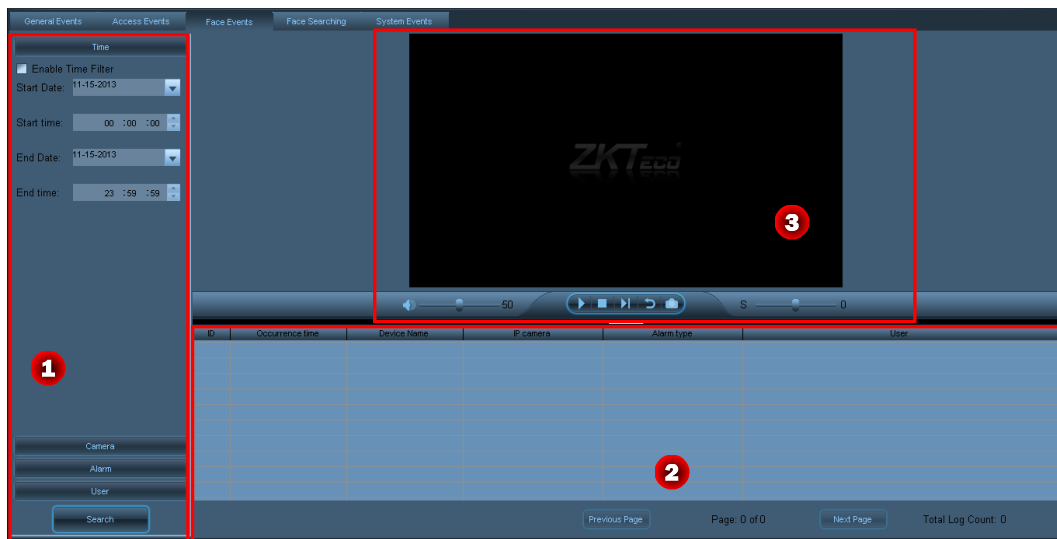 General Events Access Events Face Events Face Searching System Events
Time
Enable Time Filter
Start Date: 11-15-2013
Start time: 00 :00 :00
End Date: 11-15-2013
End time: 23 :59 :59
1
Camera
Alarm
User
Search
ZKTeco
3
50 S 0
ID Occurrence time Device Name IP camera Alarm type User
2
Previous Page Page: 0 of 0 Next Page Total Log Count: 0